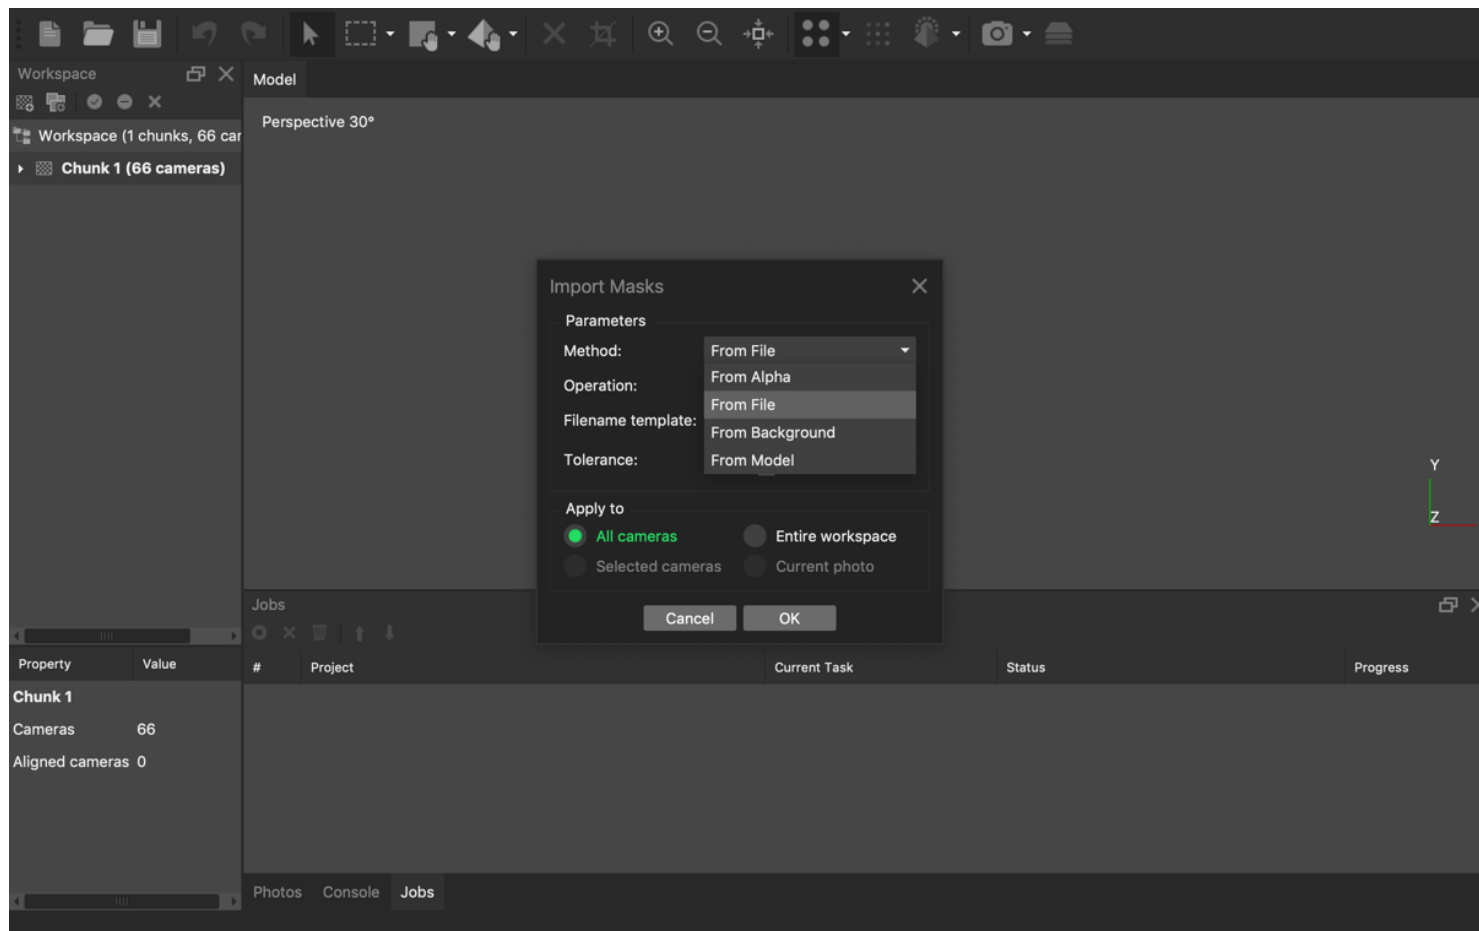 Workspace
Model
Perspective 30°
Workspace (1 chunks, 66 car
Chunk 1 (66 cameras)
Import Masks
Parameters
Method: From File
From Alpha
Operation:
From File
Filename template:
From Background
Tolerance:
From Model
Apply to
All cameras Entire workspace
Selected cameras Current photo
Cancel OK
Y
Z
Jobs
Property Value
# Project Current Task Status Progress
Chunk 1
Cameras 66
Aligned cameras 0
Photos Console Jobs